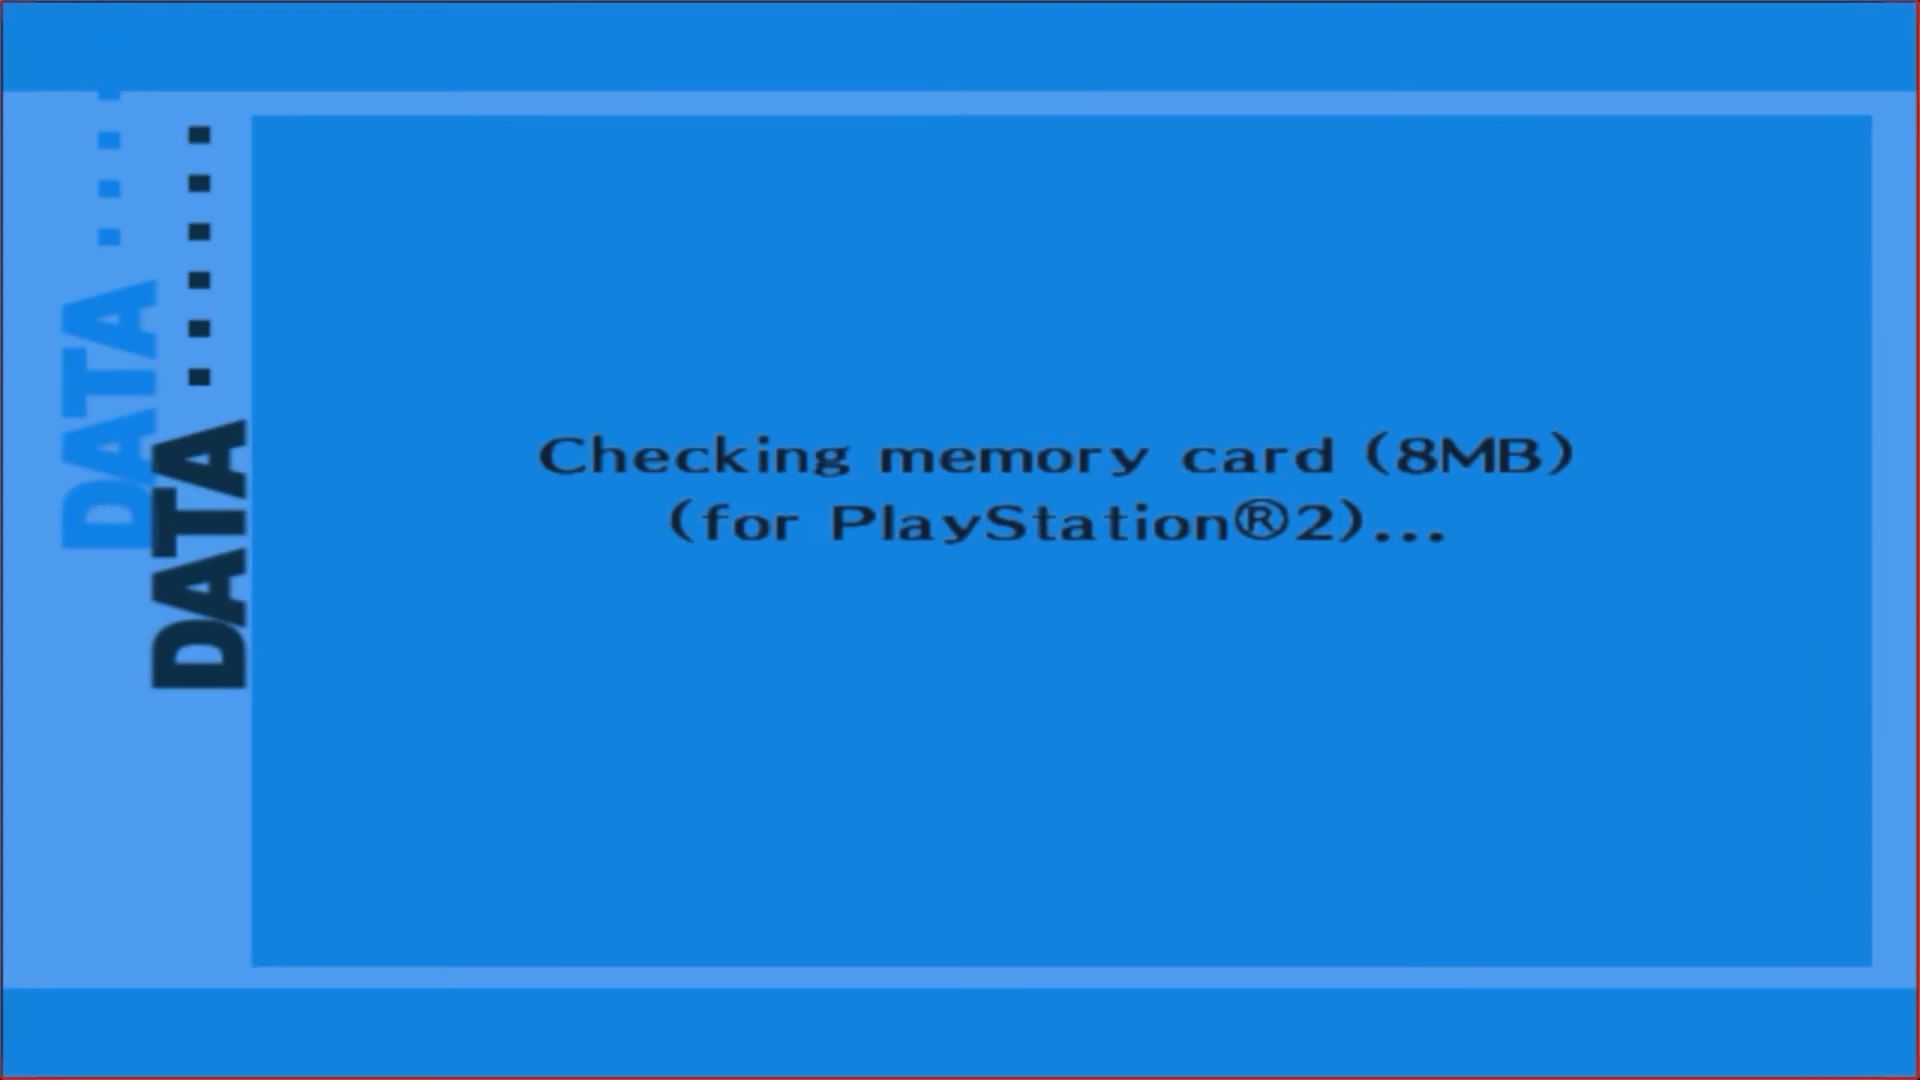 DATA......
DATA....
Checking memory card (8MB)
(for PlayStation®2)...